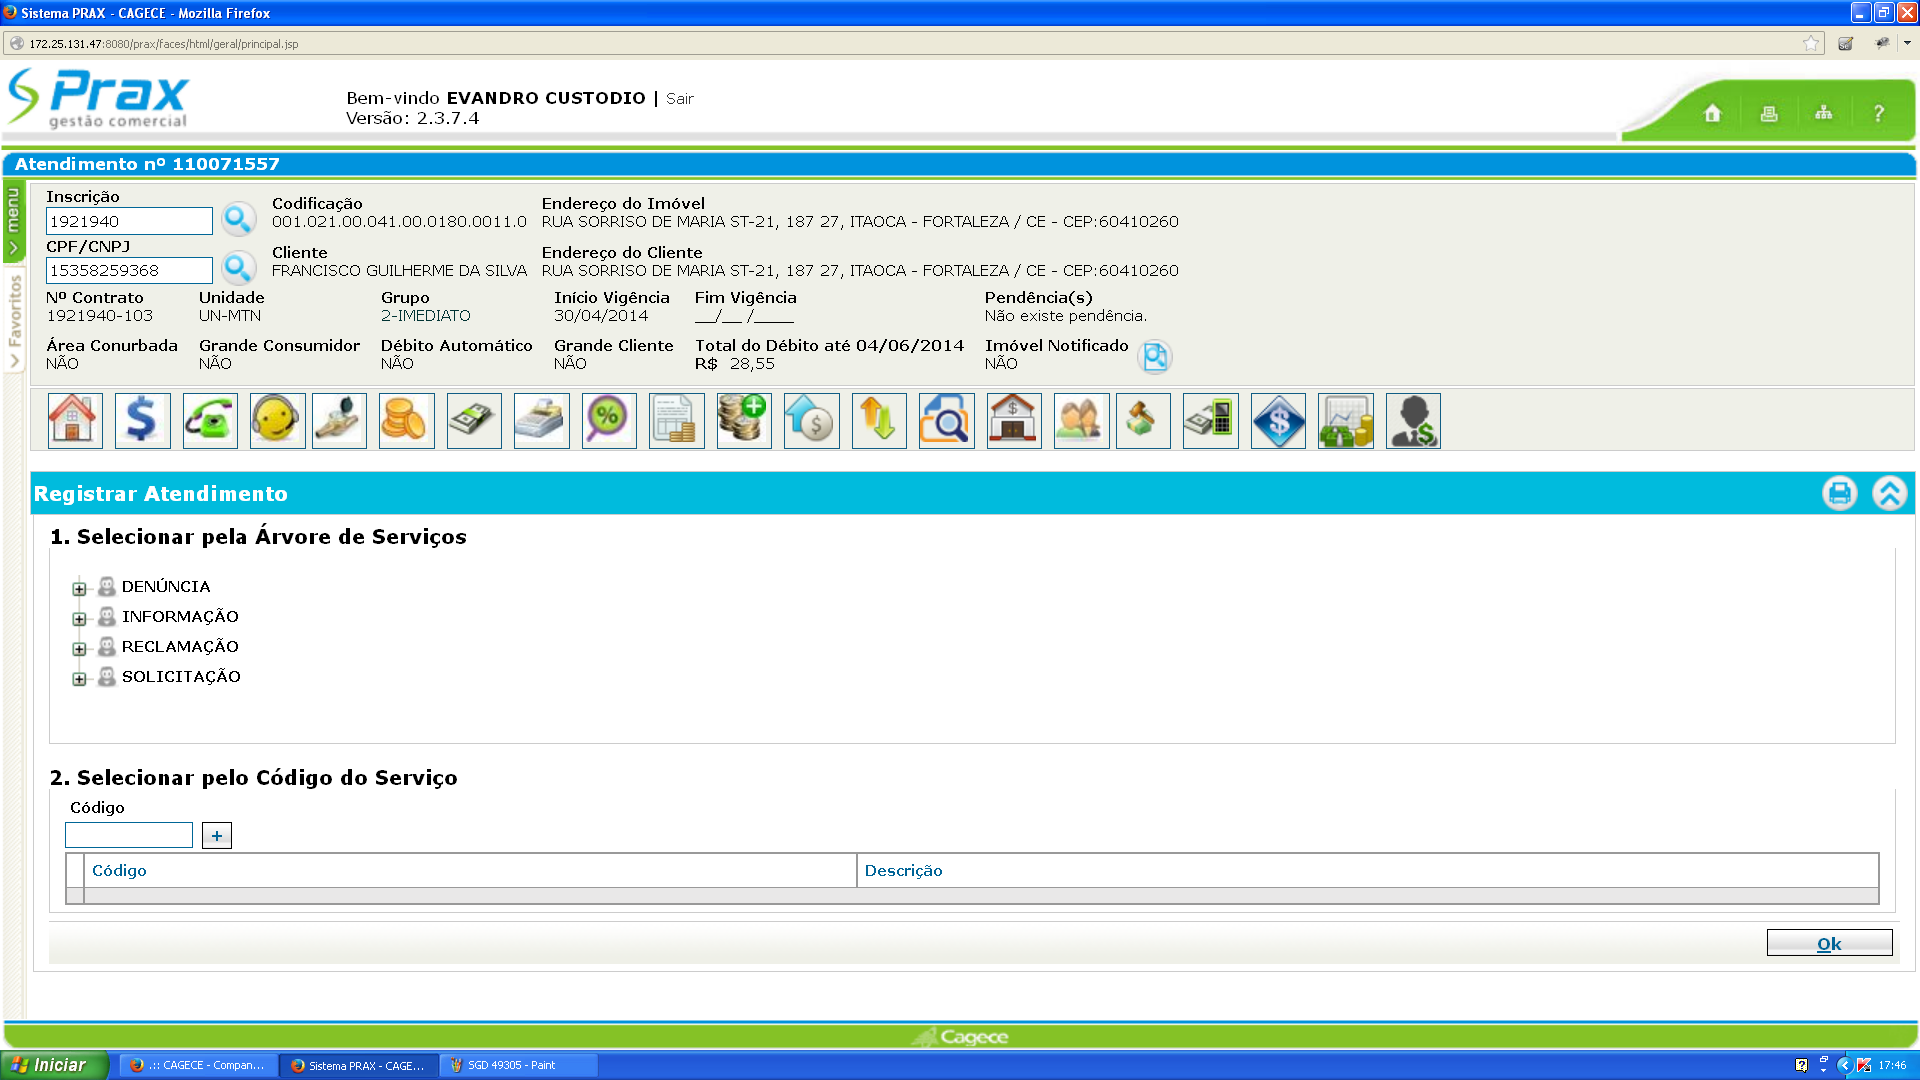 Sistema PRAX - CAGECE - Mozilla Firefox
172.25.131.47:8080/prax/faces/html/geral/principal.jsp
Prax
gestão comercial
Bem-vindo EVANDRO CUSTODIO | Sair
Versão: 2.3.7.4
?
Atendimento nº 110071557
menu
Favoritos
Inscrição
1921940
Codificação
001.021.00.041.00.0180.0011.0
Endereço do Imóvel
RUA SORRISO DE MARIA ST-21, 187 27, ITAOCA - FORTALEZA / CE - CEP:60410260
CPF/CNPJ
15358259368
Cliente
FRANCISCO GUILHERME DA SILVA
Endereço do Cliente
RUA SORRISO DE MARIA ST-21, 187 27, ITAOCA - FORTALEZA / CE - CEP:60410260
Nº Contrato
1921940-103
Unidade
UN-MTN
Grupo
2-IMEDIATO
Início Vigência
30/04/2014
Fim Vigência
__/__ /____
Pendência(s)
Não existe pendência.
Área Conurbada
NÃO
Grande Consumidor
NÃO
Débito Automático
NÃO
Grande Cliente
NÃO
Total do Débito até 04/06/2014
R$ 28,55
Imóvel Notificado
NÃO
Registrar Atendimento
1. Selecionar pela Árvore de Serviços
DENÚNCIA
INFORMAÇÃO
RECLAMAÇÃO
SOLICITAÇÃO
2. Selecionar pelo Código do Serviço
Código
+
Código Descrição
Ok
Cagece
Iniciar
.:: CAGECE - Compan...
Sistema PRAX - CAGE...
SGD 49305 - Paint
17:46